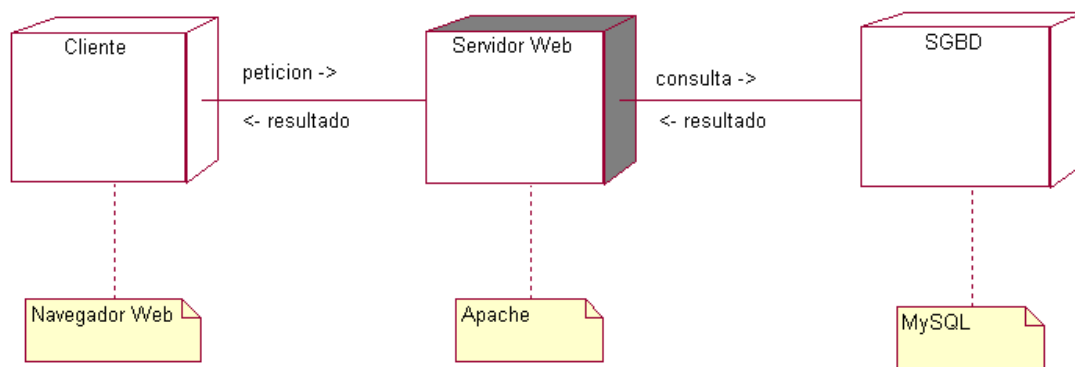 Cliente
Servidor Web
SGBD
peticion ->
<- resultado
consulta ->
<- resultado
Navegador Web
Apache
MySQL